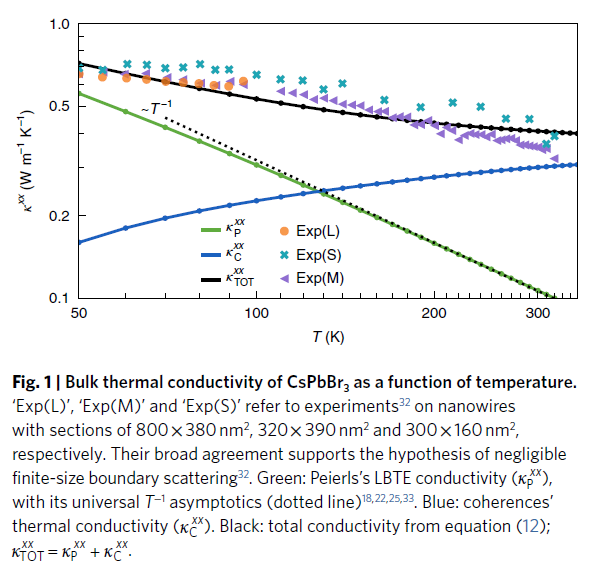 1.0
0.5
0.2
0.1
κ^xx (W m⁻¹ K⁻¹)
~T⁻¹
κ_P^xx
κ_C^xx
κ_TOT^xx
Exp(L)
Exp(S)
Exp(M)
50
100
200
300
T (K)
Fig. 1 | Bulk thermal conductivity of CsPbBr₃ as a function of temperature.
‘Exp(L)’, ‘Exp(M)’ and ‘Exp(S)’ refer to experiments³² on nanowires
with sections of 800 × 380 nm², 320 × 390 nm² and 300 × 160 nm²,
respectively. Their broad agreement supports the hypothesis of negligible
finite-size boundary scattering³². Green: Peierls’s LBTE conductivity (κ_P^xx),
with its universal T⁻¹ asymptotics (dotted line)¹⁸,²²,²⁵,³³. Blue: coherences’
thermal conductivity (κ_C^xx). Black: total conductivity from equation (12);
κ_TOT^xx = κ_P^xx + κ_C^xx.